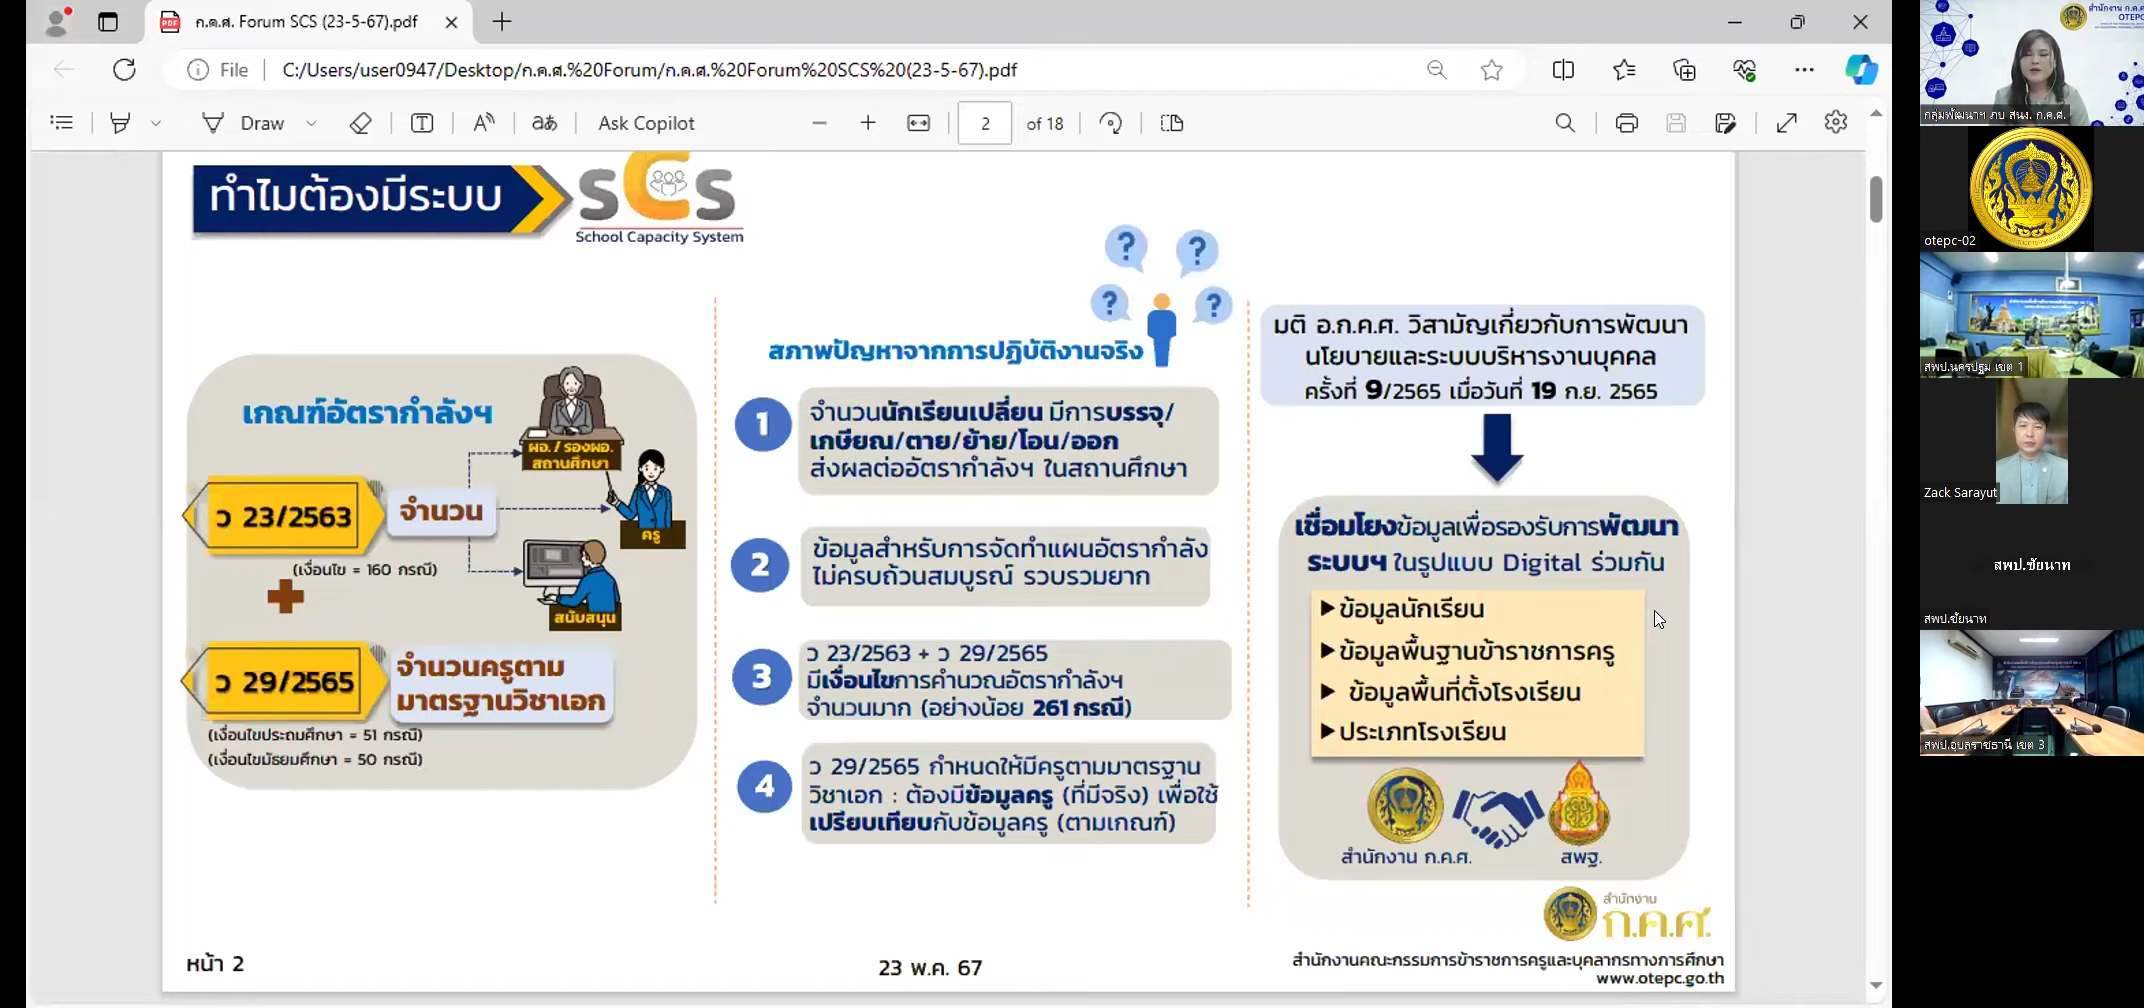 ก.ค.ศ. Forum SCS (23-5-67).pdf
File
C:/Users/user0947/Desktop/ก.ค.ศ.%20Forum/ก.ค.ศ.%20Forum%20SCS%20(23-5-67).pdf
Draw
Ask Copilot
2 of 18
ทำไมต้องมีระบบ
SCS
School Capacity System
เกณฑ์อัตรากำลังฯ
ผอ./รองผอ.
สถานศึกษา
ว 23/2563
จำนวน
ครู
(เงื่อนไข = 160 กรณี)
สนับสนุน
ว 29/2565
จำนวนครูตาม
มาตรฐานวิชาเอก
(เงื่อนไขประถมศึกษา = 51 กรณี)
(เงื่อนไขมัธยมศึกษา = 50 กรณี)
? ? ? ?
สภาพปัญหาจากการปฏิบัติงานจริง
1
จำนวนนักเรียนเปลี่ยน มีการบรรจุ/
เกษียณ/ตาย/ย้าย/โอน/ออก
ส่งผลต่ออัตรากำลังฯ ในสถานศึกษา
2
ข้อมูลสำหรับการจัดทำแผนอัตรากำลัง
ไม่ครบถ้วนสมบูรณ์ รวบรวมยาก
3
ว 23/2563 + ว 29/2565
มีเงื่อนไขการคำนวณอัตรากำลังฯ
จำนวนมาก (อย่างน้อย 261 กรณี)
4
ว 29/2565 กำหนดให้มีครูตามมาตรฐาน
วิชาเอก : ต้องมีข้อมูลครู (ที่มีจริง) เพื่อใช้
เปรียบเทียบกับข้อมูลครู (ตามเกณฑ์)
มติ อ.ก.ค.ศ. วิสามัญเกี่ยวกับการพัฒนา
นโยบายและระบบบริหารงานบุคคล
ครั้งที่ 9/2565 เมื่อวันที่ 19 ก.ย. 2565
เชื่อมโยงข้อมูลเพื่อรองรับการพัฒนา
ระบบฯ ในรูปแบบ Digital ร่วมกัน
ข้อมูลนักเรียน
ข้อมูลพื้นฐานข้าราชการครู
ข้อมูลพื้นที่ตั้งโรงเรียน
ประเภทโรงเรียน
สำนักงาน ก.ค.ศ.
สพฐ.
สำนักงาน
ก.ค.ศ.
สำนักงานคณะกรรมการข้าราชการครูและบุคลากรทางการศึกษา
www.otepc.go.th
หน้า 2
23 พ.ค. 67
สำนักงาน ก.ค.ศ
OTEPC
กลุ่มพัฒนาฯ ภบ สนง. ก.ค.ศ.
otepc-02
สพป.นครปฐม เขต 1
Zack Sarayut
สพป.ชัยนาท
สพป.ชัยนาท
สพป.อุบลราชธานี เขต 3